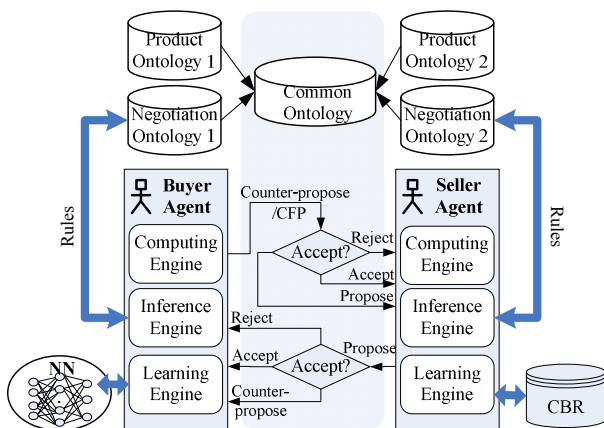 Product
Ontology 1
Product
Ontology 2
Common
Ontology
Negotiation
Ontology 1
Negotiation
Ontology 2
Rules
Buyer
Agent
Counter-propose
/CFP
Seller
Agent
Rules
Computing
Engine
Accept?
Reject
Accept
Propose
Computing
Engine
Inference
Engine
Inference
Engine
Reject
Accept
Counter-
propose
Accept?
Propose
NN
Learning
Engine
Learning
Engine
CBR